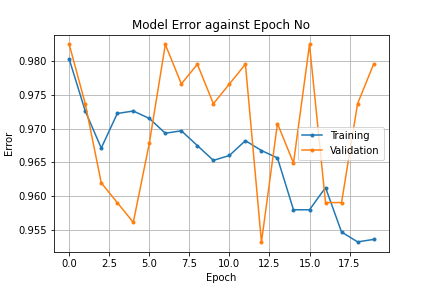 Model Error against Epoch No
Error
0.980
0.975
0.970
0.965
0.960
0.955
Training
Validation
0.0 2.5 5.0 7.5 10.0 12.5 15.0 17.5
Epoch